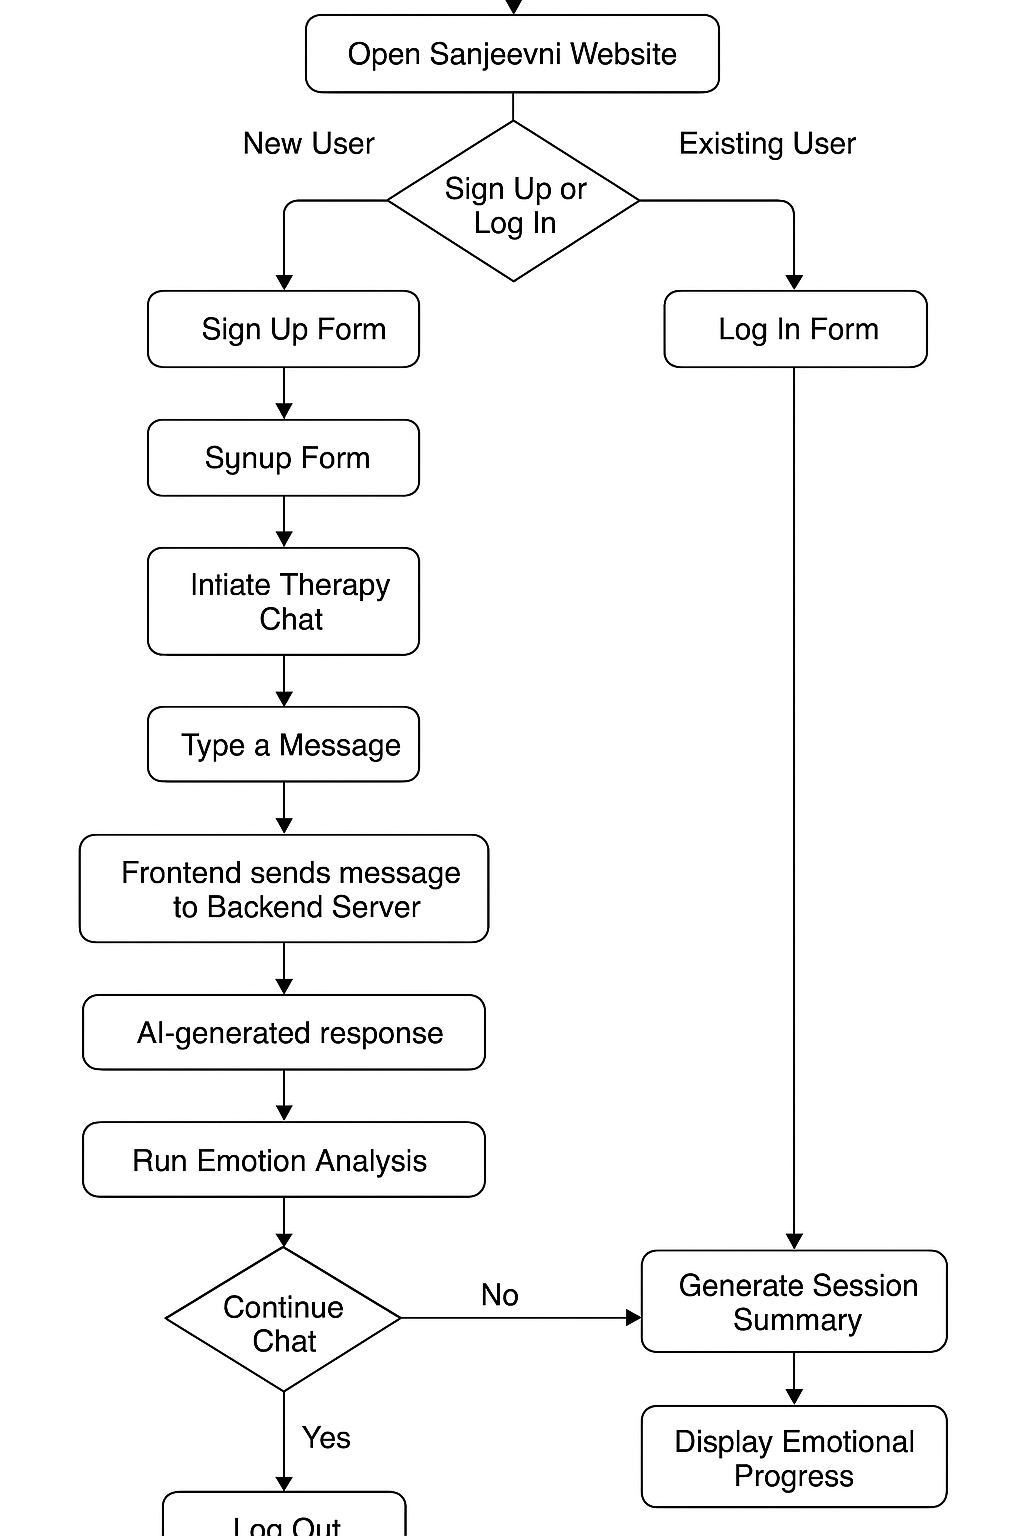 Open Sanjeevni Website
New User
Existing User
Sign Up or
Log In
Sign Up Form
Log In Form
Synup Form
Intiate Therapy
Chat
Type a Message
Frontend sends message
to Backend Server
AI-generated response
Run Emotion Analysis
Continue
Chat
No
Generate Session
Summary
Yes
Display Emotional
Progress
Log Out